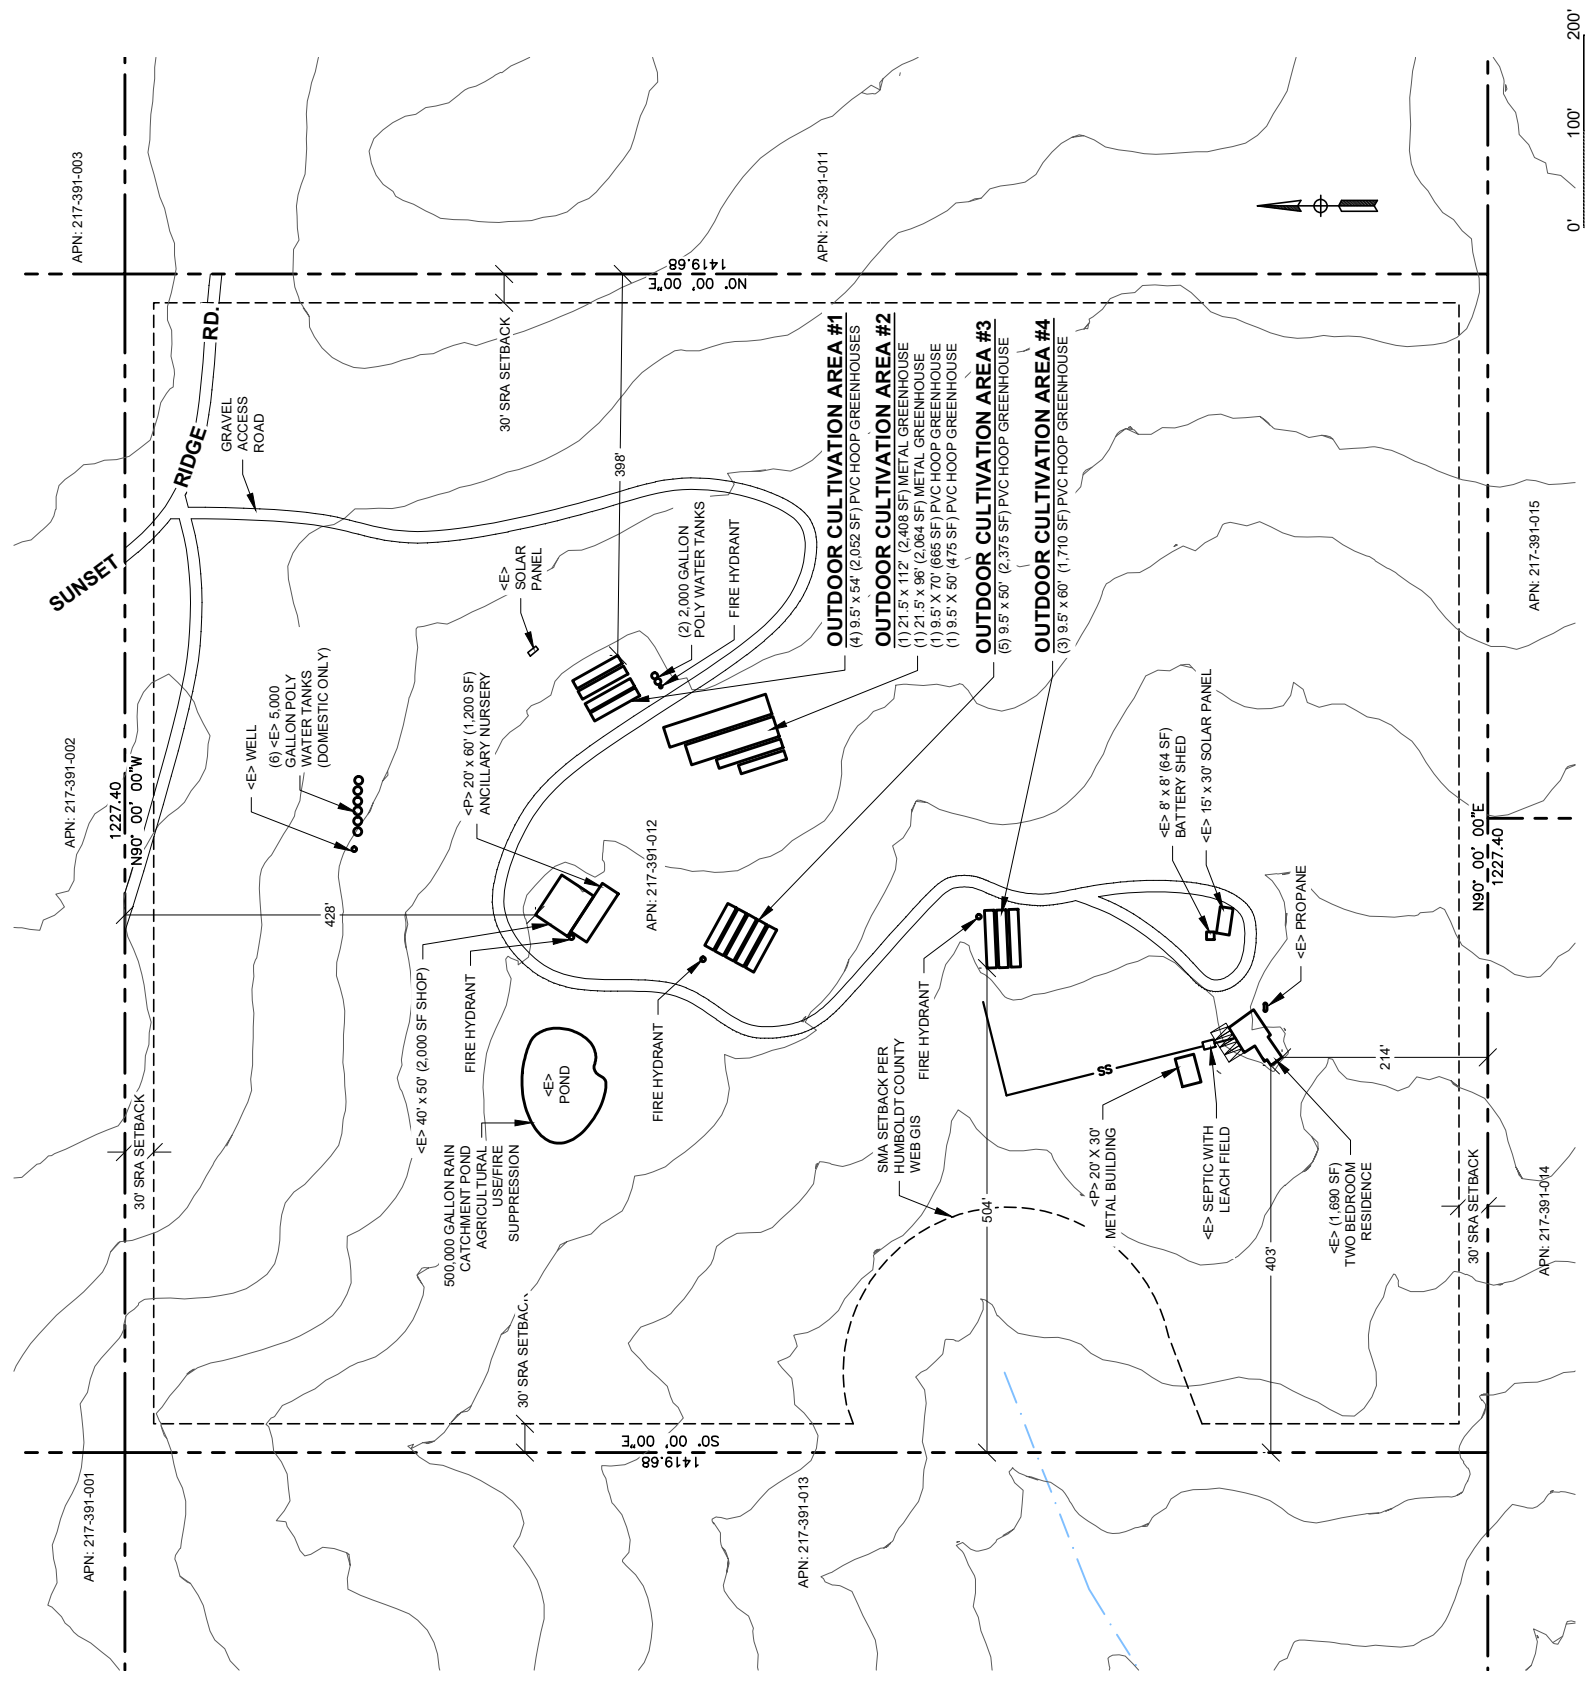 APN: 217-391-001
APN: 217-391-002
APN: 217-391-003
1227.40
N90° 00' 00"W
SUNSET
RIDGE
RD.
GRAVEL
ACCESS
ROAD
30' SRA SETBACK
<E> WELL
(6) <E> 5,000
GALLON POLY
WATER TANKS
(DOMESTIC ONLY)
428'
<E> 40' x 50' (2,000 SF SHOP)
FIRE HYDRANT
500,000 GALLON RAIN
CATCHMENT POND
AGRICULTURAL
USE/FIRE
SUPPRESSION
<E>
POND
30' SRA SETBAC
<P> 20' x 60' (1,200 SF)
ANCILLARY NURSERY
<E>
SOLAR
PANEL
30' SRA SETBACK
398'
N0° 00' 00"E
1419.68
S0° 00' 00"E
1419.68
APN: 217-391-012
FIRE HYDRANT
(2) 2,000 GALLON
POLY WATER TANKS
FIRE HYDRANT
APN: 217-391-011
APN: 217-391-013
OUTDOOR CULTIVATION AREA #1
(4) 9.5' x 54' (2,052 SF) PVC HOOP GREENHOUSES
OUTDOOR CULTIVATION AREA #2
(1) 21.5' x 112' (2,408 SF) METAL GREENHOUSE
(1) 21.5' x 96' (2,064 SF) METAL GREENHOUSE
(1) 9.5' X 70' (665 SF) PVC HOOP GREENHOUSE
(1) 9.5' X 50' (475 SF) PVC HOOP GREENHOUSE
OUTDOOR CULTIVATION AREA #3
(5) 9.5' x 50' (2,375 SF) PVC HOOP GREENHOUSE
OUTDOOR CULTIVATION AREA #4
(3) 9.5' x 60' (1,710 SF) PVC HOOP GREENHOUSE
SMA SETBACK PER
HUMBOLDT COUNTY
WEB GIS
FIRE HYDRANT
504'
SS
<P> 20' X 30'
METAL BUILDING
<E> 8' x 8' (64 SF)
BATTERY SHED
<E> 15' x 30' SOLAR PANEL
<E> SEPTIC WITH
LEACH FIELD
<E> PROPANE
403'
<E> (1,690 SF)
TWO BEDROOM
RESIDENCE
214'
30' SRA SETBACK
N90° 00' 00"E
1227.40
APN: 217-391-014
APN: 217-391-015
0'
100'
200'